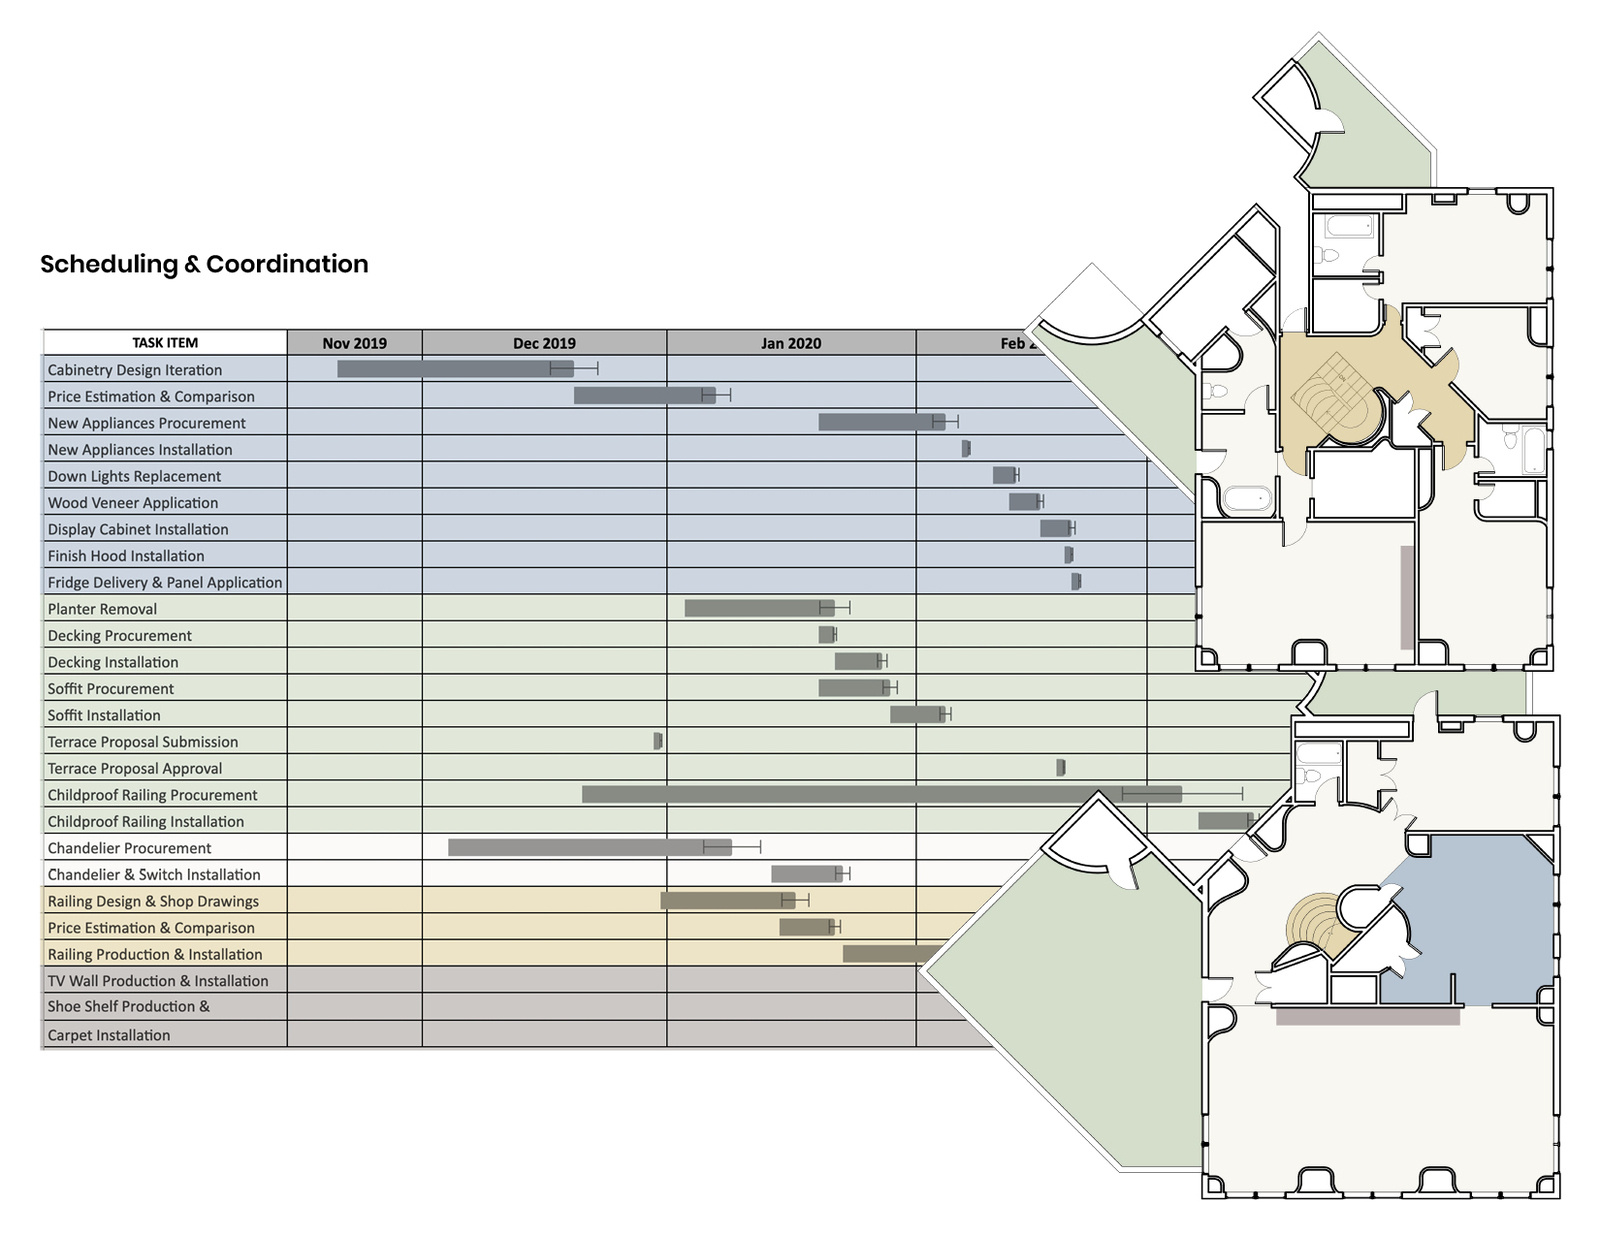 Scheduling & Coordination
TASK ITEM Nov 2019 Dec 2019 Jan 2020 Feb 2
Cabinetry Design Iteration
Price Estimation & Comparison
New Appliances Procurement
New Appliances Installation
Down Lights Replacement
Wood Veneer Application
Display Cabinet Installation
Finish Hood Installation
Fridge Delivery & Panel Application
Planter Removal
Decking Procurement
Decking Installation
Soffit Procurement
Soffit Installation
Terrace Proposal Submission
Terrace Proposal Approval
Childproof Railing Procurement
Childproof Railing Installation
Chandelier Procurement
Chandelier & Switch Installation
Railing Design & Shop Drawings
Price Estimation & Comparison
Railing Production & Installation
TV Wall Production & Installation
Shoe Shelf Production &
Carpet Installation